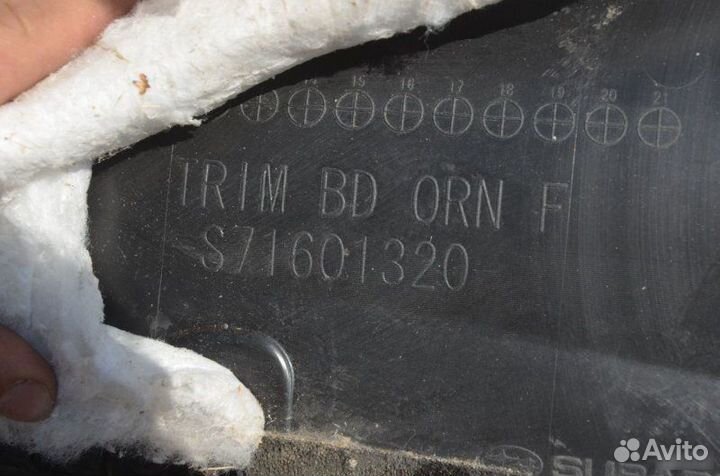 15 16 17 18 19 20 21
TRIM BD ORN F
S71601320
Avito